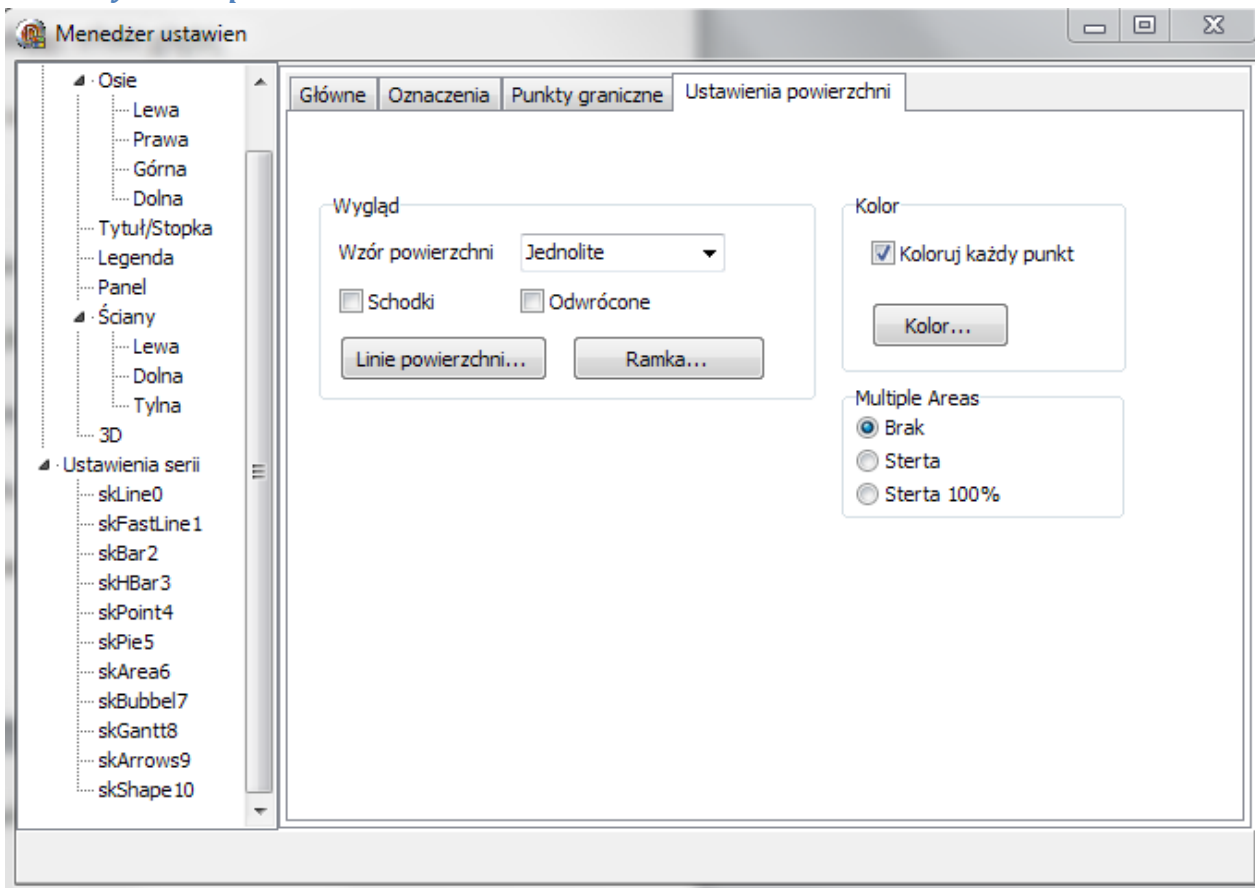 Menedżer ustawien
Osie
Lewa
Prawa
Górna
Dolna
Tytuł/Stopka
Legenda
Panel
Ściany
Lewa
Dolna
Tylna
3D
Ustawienia serii
skLine0
skFastLine1
skBar2
skHBar3
skPoint4
skPie5
skArea6
skBubbel7
skGantt8
skArrows9
skShape10
Główne Oznaczenia Punkty graniczne Ustawienia powierzchni
Wygląd
Wzór powierzchni Jednolite
Schodki Odwrócone
Linie powierzchni... Ramka...
Kolor
Koloruj każdy punkt
Kolor...
Multiple Areas
Brak
Sterta
Sterta 100%